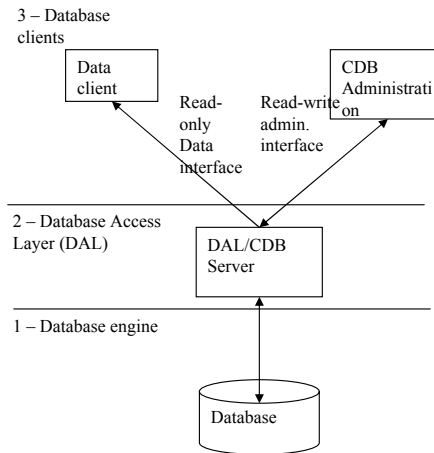 3 – Database
clients
Data
client
CDB
Administrati
on
Read-
only
Data
interface
Read-write
admin.
interface
2 – Database Access
Layer (DAL)
DAL/CDB
Server
1 – Database engine
Database